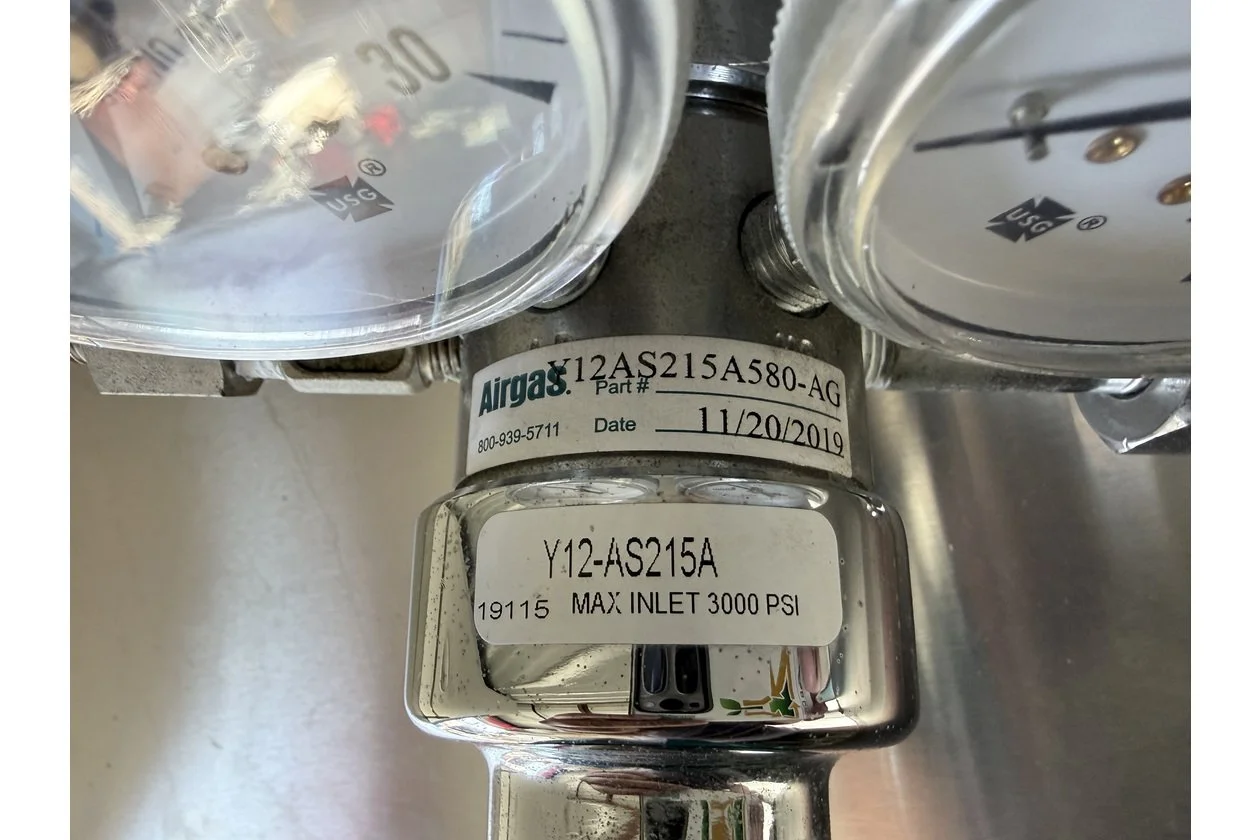 30
USG®
USG®
Airgas.
Part # Y12AS215A580-AG
800-939-5711
Date 11/20/2019
Y12-AS215A
19115 MAX INLET 3000 PSI